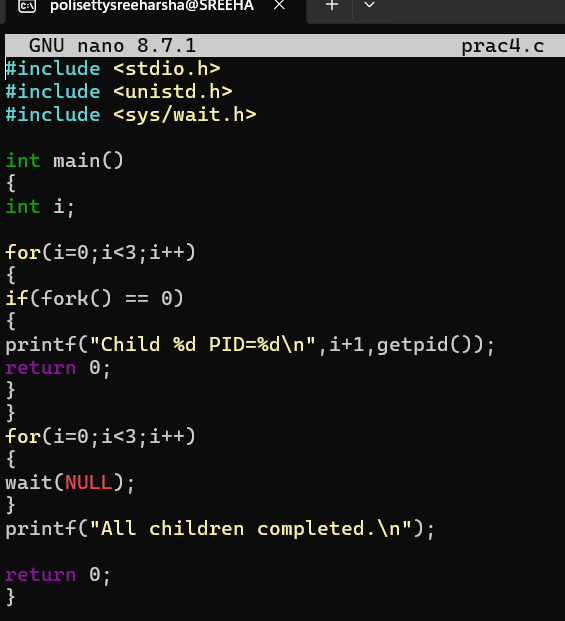 polisettysreeharsha@SREEHA
GNU nano 8.7.1 prac4.c
#include <stdio.h>
#include <unistd.h>
#include <sys/wait.h>

int main()
{
int i;

for(i=0;i<3;i++)
{
if(fork() == 0)
{
printf("Child %d PID=%d\n",i+1,getpid());
return 0;
}
}
for(i=0;i<3;i++)
{
wait(NULL);
}
printf("All children completed.\n");

return 0;
}